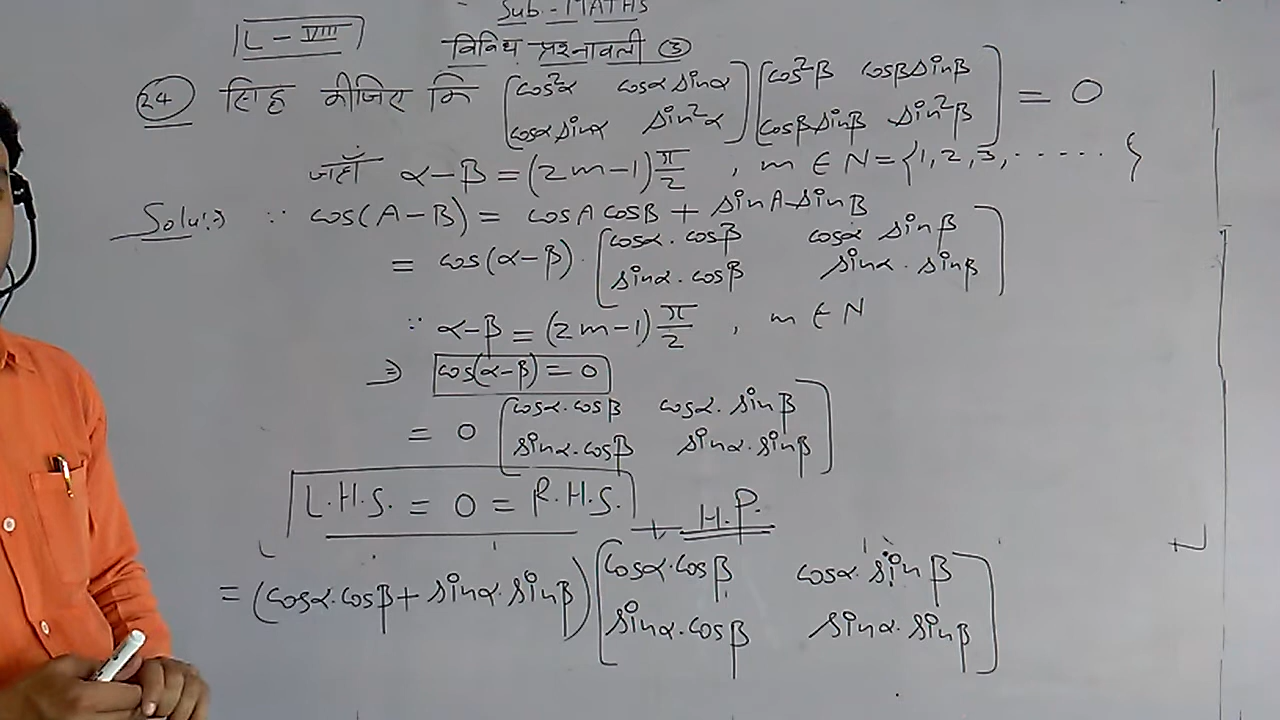 Sub.-MATHS
L-VIII
विविध प्रश्नावली ③
24 सिद्ध कीजिए कि [cos²α cosα sinα] [cos²β cosβ sinβ] = 0
[cosα sinα sin²α] [cosβ sinβ sin²β]
जहाँ α-β = (2m-1)π/2 , m ∈ N = {1, 2, 3, ...... }
Solu:⇒ ∵ cos(A-B) = cosA cosB + sinA.sinB
= cos(α-β). [cosα. cosβ cosα sinβ]
[sinα. cosβ sinα. sinβ]
∵ α-β = (2m-1)π/2 , m ∈ N
⇒ cos(α-β) = 0
= 0 [cosα. cosβ cosα. sinβ]
[sinα. cosβ sinα. sinβ]
L.H.S. = 0 = R.H.S. H.P.
= (cosα. cosβ + sinα. sinβ) [cosα. cosβ cosα. sinβ]
[sinα. cosβ sinα. sinβ]